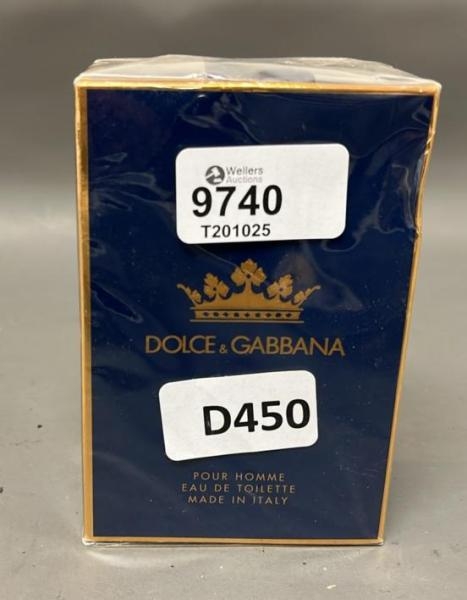 Wellers
Auctions
9740
T201025
DOLCE & GABBANA
D450
POUR HOMME
EAU DE TOILETTE
MADE IN ITALY